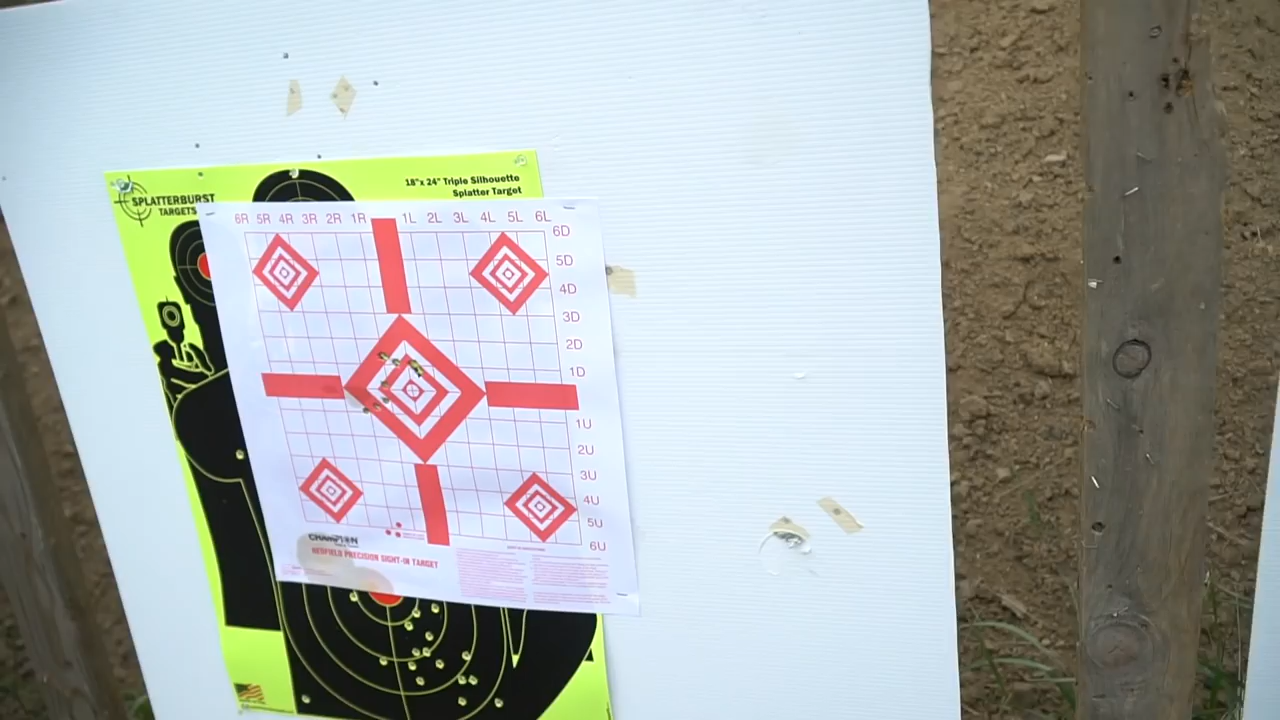 18"x 24" Triple Silhouette
Splatter Target
SPLATTERBURST
TARGETS
6R 5R 4R 3R 2R 1R 1L 2L 3L 4L 5L 6L
6D
5D
4D
3D
2D
1D
1U
2U
3U
4U
5U
6U
CHAMPION
REDFIELD PRECISION SIGHT-IN TARGET